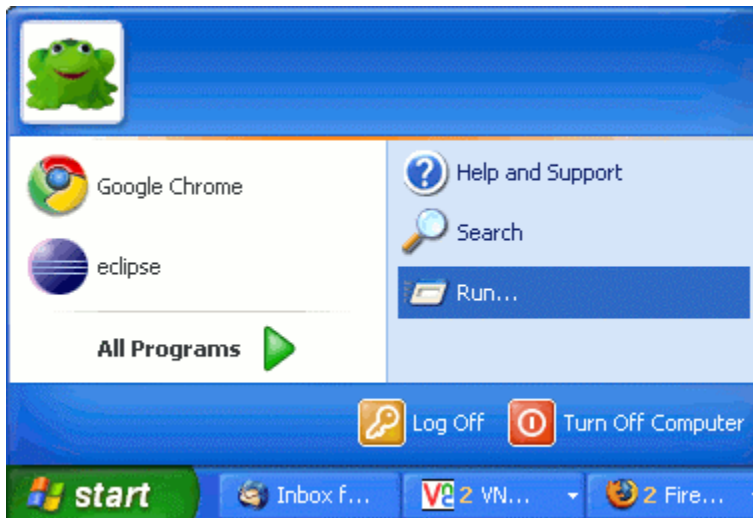 Google Chrome
Help and Support
Search
eclipse
Run...
All Programs
Log Off
Turn Off Computer
start
Inbox f...
2 VN...
2 Fire...